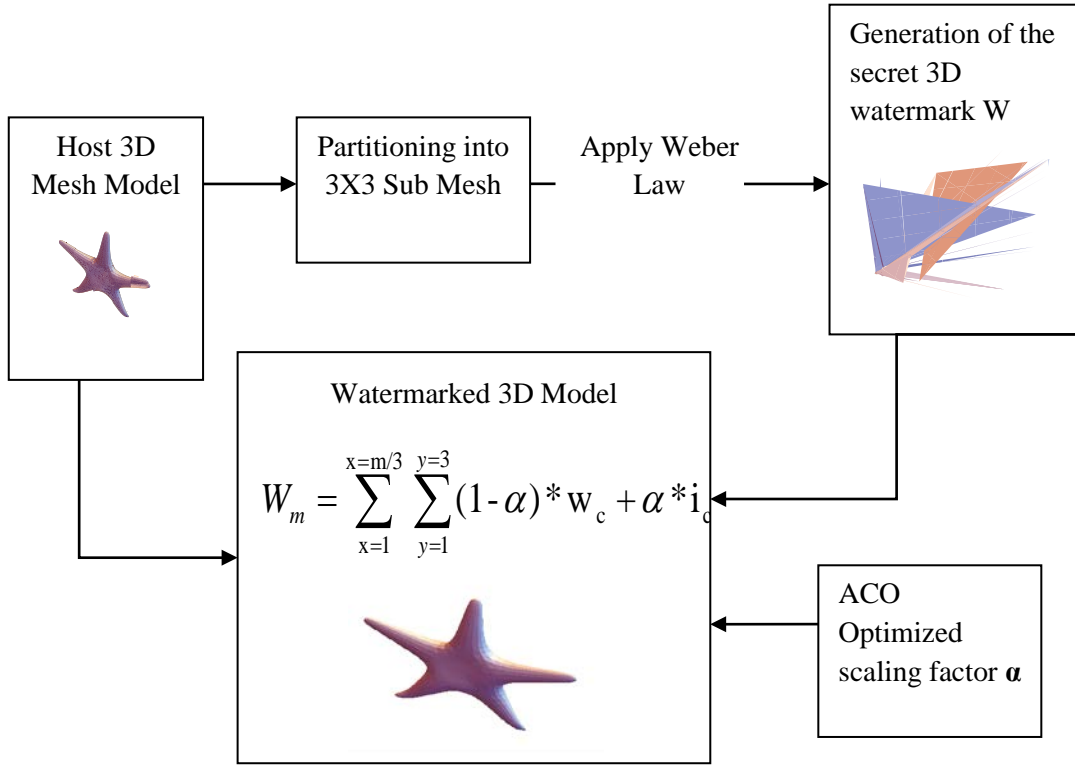 Host 3D
Mesh Model
Partitioning into
3X3 Sub Mesh
Apply Weber
Law
Generation of the
secret 3D
watermark W
Watermarked 3D Model
x=m/3 y=3
W_m = ∑ ∑ (1-α)*w_c + α*i_c
x=1 y=1
ACO
Optimized
scaling factor α